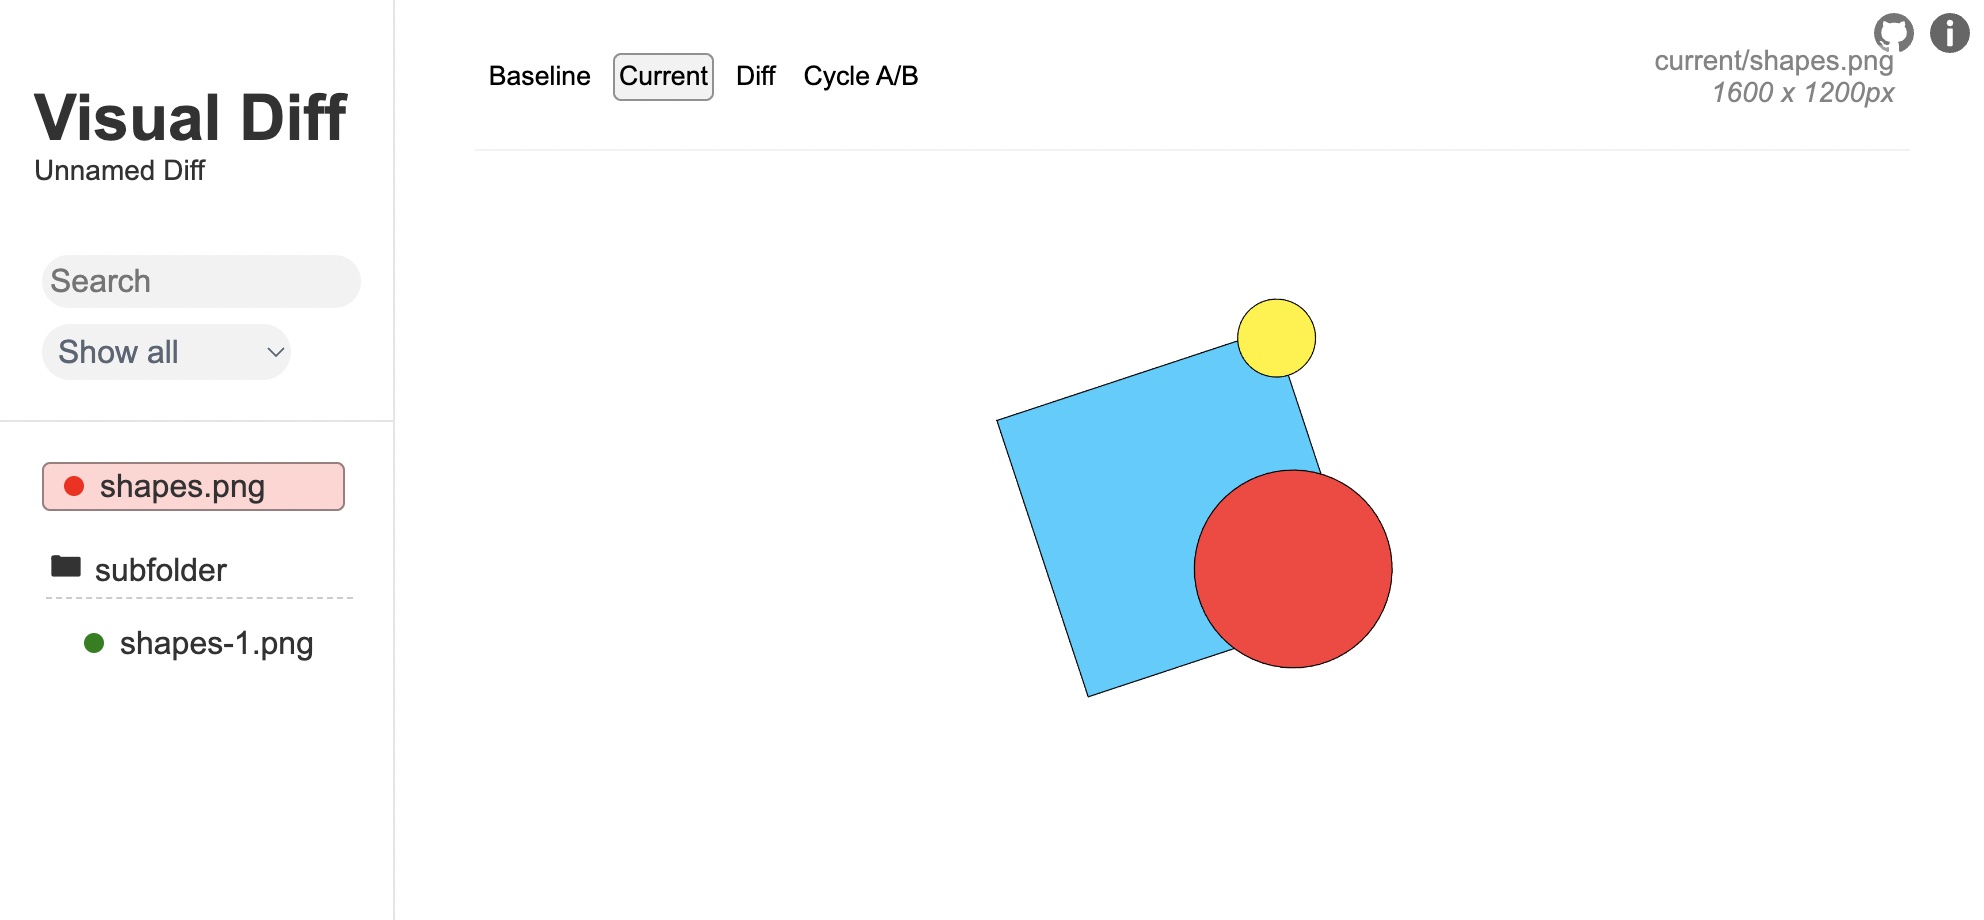 Visual Diff
Unnamed Diff
Search
Show all
shapes.png
subfolder
shapes-1.png
Baseline Current Diff Cycle A/B
current/shapes.png
1600 x 1200px